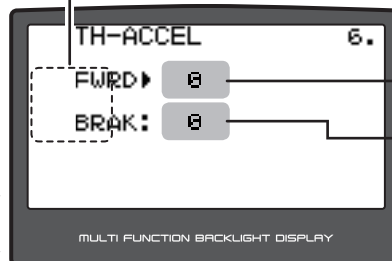 TH-ACCEL 6.
FWRD▶ 0
BRAK: 0
MULTI FUNCTION BACKLIGHT DISPLAY